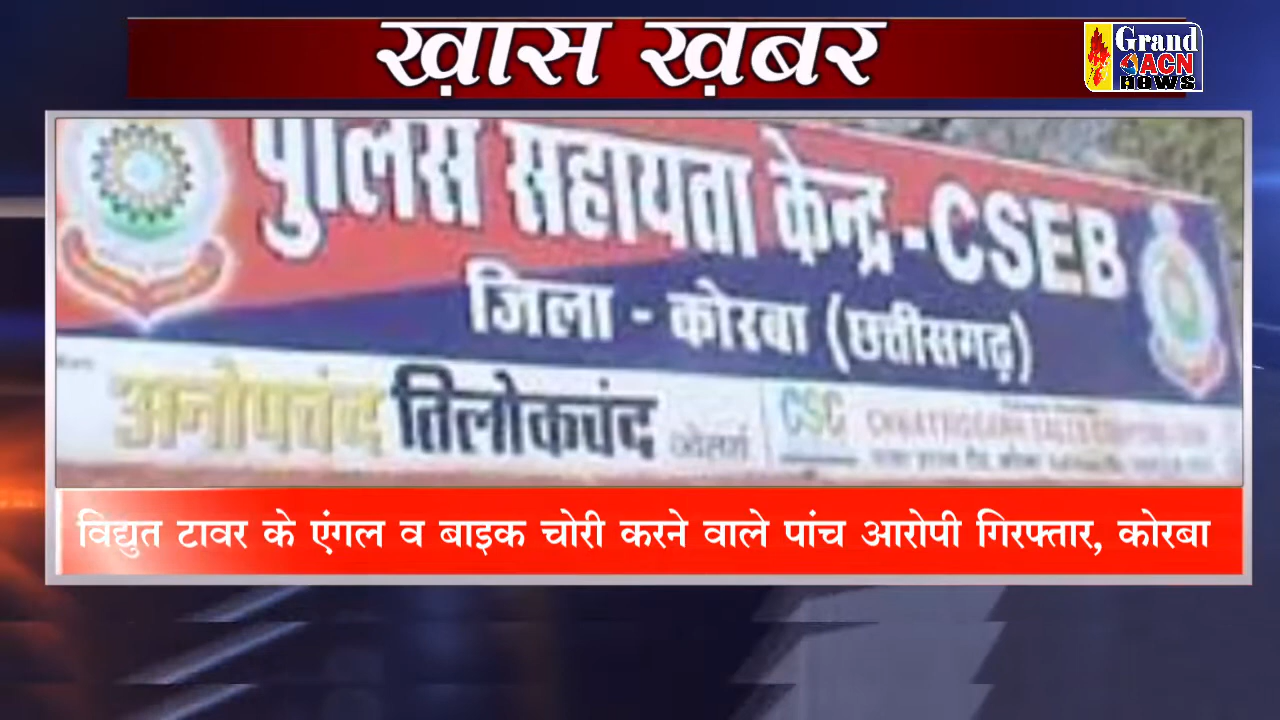 ख़ास ख़बर
Grand
ACN
NEWS
पुलिस सहायता केन्द्र-CSEB
जिला - कोरबा (छत्तीसगढ़)
अनोपचंद तिलोकचंद
CSC
विद्युत टावर के एंगल व बाइक चोरी करने वाले पांच आरोपी गिरफ्तार, कोरबा